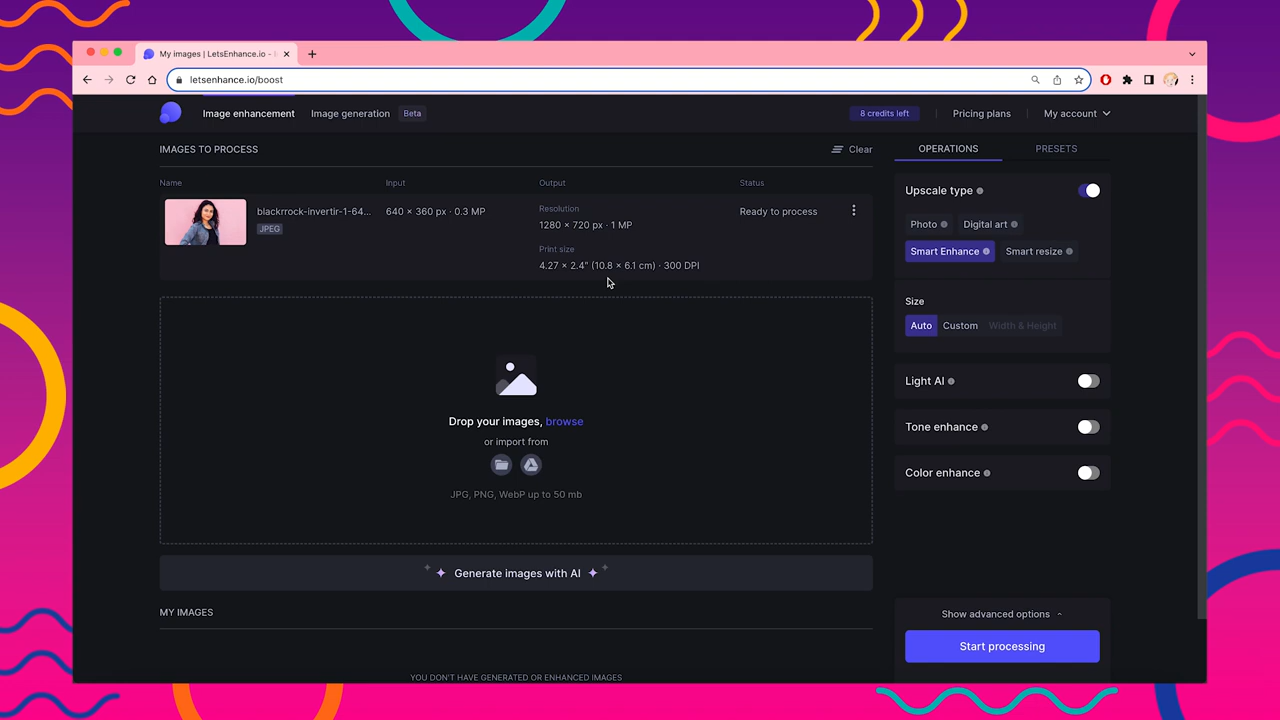 My images | LetsEnhance.io -
letsenhance.io/boost
Image enhancement
Image generation
Beta
8 credits left
Pricing plans
My account
IMAGES TO PROCESS
Clear
Name
Input
Output
Status
blackrrock-invertir-1-64...
JPEG
640 × 360 px · 0.3 MP
Resolution
1280 × 720 px · 1 MP
Print size
4.27 × 2.4" (10.8 × 6.1 cm) · 300 DPI
Ready to process
Drop your images, browse
or import from
JPG, PNG, WebP up to 50 mb
Generate images with AI
MY IMAGES
YOU DON'T HAVE GENERATED OR ENHANCED IMAGES
OPERATIONS
PRESETS
Upscale type
Photo
Digital art
Smart Enhance
Smart resize
Size
Auto
Custom
Width & Height
Light AI
Tone enhance
Color enhance
Show advanced options
Start processing